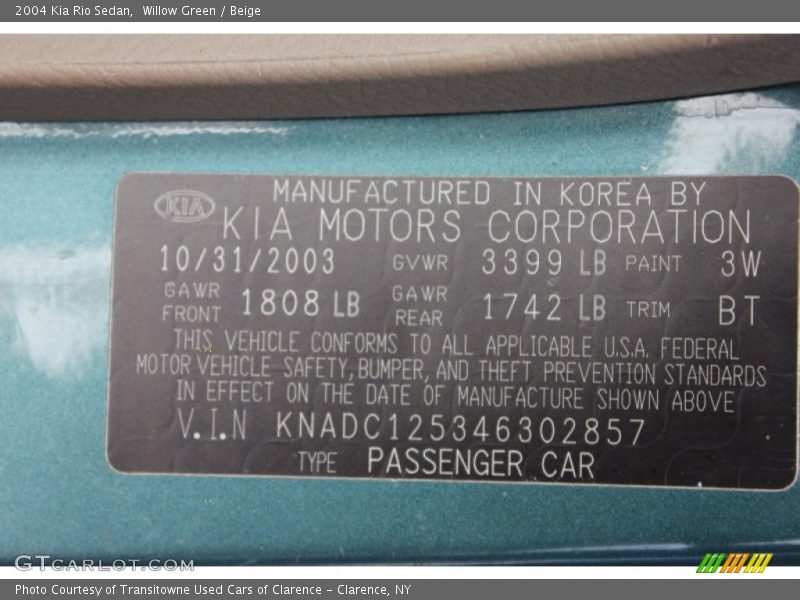 2004 Kia Rio Sedan,  Willow Green / Beige
KIA
MANUFACTURED IN KOREA BY
KIA MOTORS CORPORATION
10/31/2003 GVWR 3399 LB PAINT 3W
GAWR FRONT 1808 LB GAWR REAR 1742 LB TRIM BT
THIS VEHICLE CONFORMS TO ALL APPLICABLE U.S.A. FEDERAL
MOTOR VEHICLE SAFETY, BUMPER, AND THEFT PREVENTION STANDARDS
IN EFFECT ON THE DATE OF MANUFACTURE SHOWN ABOVE
V.I.N KNADC125346302857
TYPE PASSENGER CAR
GTCARLOT.COM
Photo Courtesy of Transitowne Used Cars of Clarence - Clarence, NY